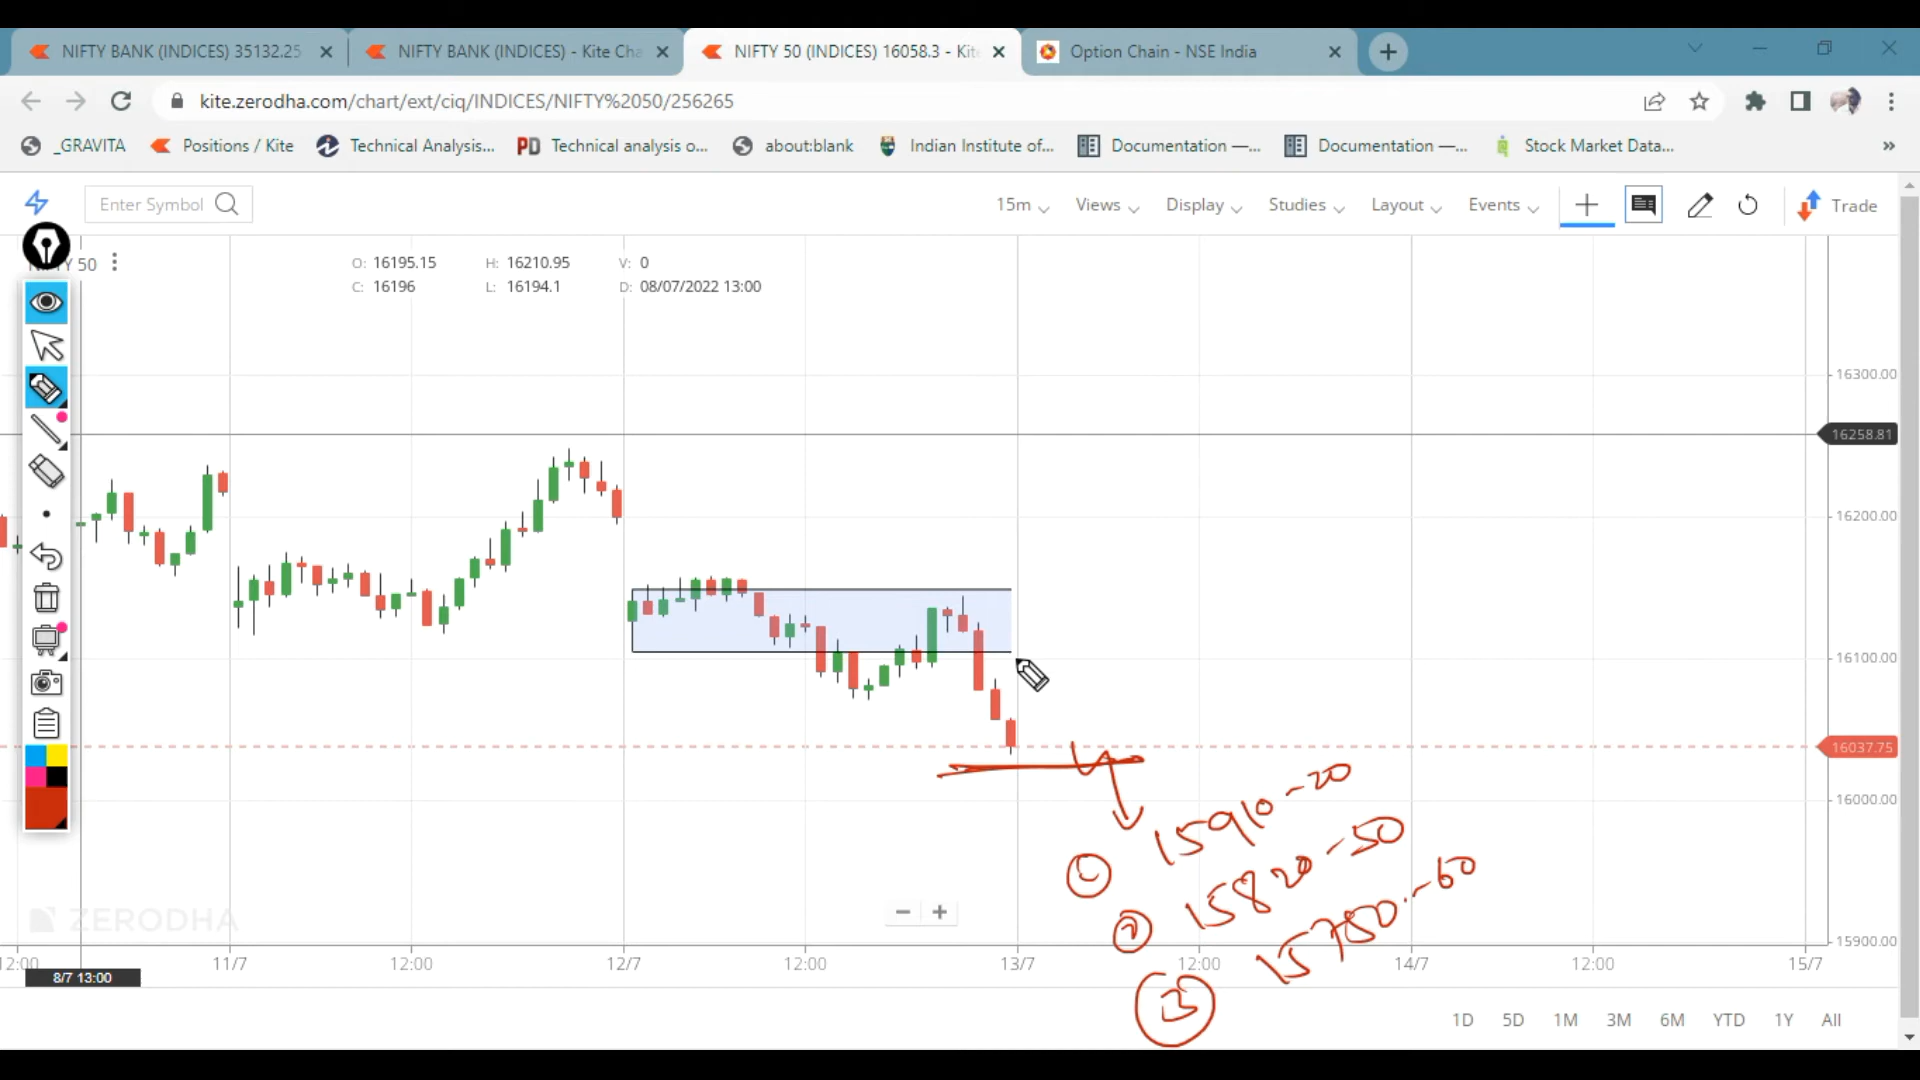 NIFTY BANK (INDICES) 35132.25
NIFTY BANK (INDICES) - Kite Cha
NIFTY 50 (INDICES) 16058.3 - Kite
Option Chain - NSE India
kite.zerodha.com/chart/ext/ciq/INDICES/NIFTY%2050/256265
_GRAVITA
Positions / Kite
Technical Analysis...
PD
Technical analysis o...
about:blank
Indian Institute of...
Documentation —...
Documentation —...
Stock Market Data...
»
Enter Symbol
15m
Views
Display
Studies
Layout
Events
Trade
50
O: 16195.15
H: 16210.95
V: 0
C: 16196
L: 16194.1
D: 08/07/2022 13:00
16300.00
16258.81
16200.00
16100.00
16037.75
16000.00
15900.00
① 15910-20
② 15820-50
③ 15750-60
ZERODHA
12:00
11/7
12:00
12/7
12:00
13/7
12:00
14/7
12:00
15/7
8/7 13:00
1D
5D
1M
3M
6M
YTD
1Y
All